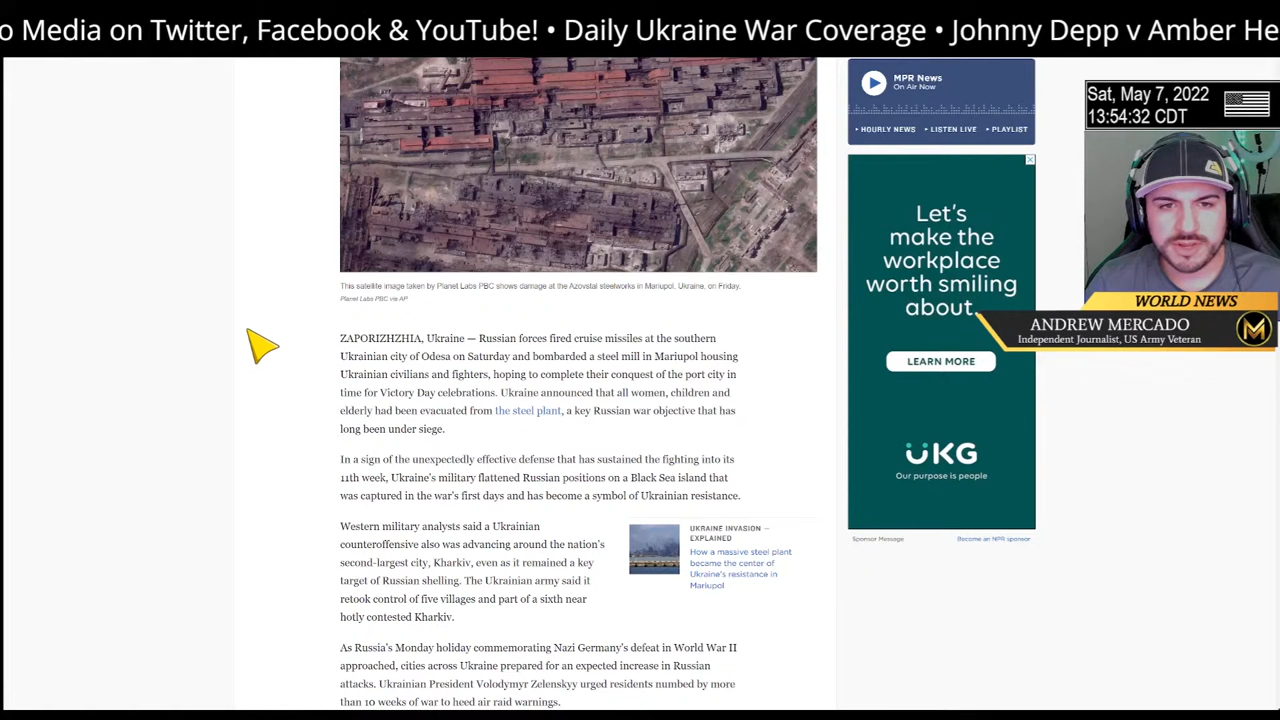 o Media on Twitter, Facebook & YouTube! • Daily Ukraine War Coverage • Johnny Depp v Amber He
MPR News
On Air Now
HOURLY NEWS
LISTEN LIVE
PLAYLIST
Sat, May 7, 2022
13:54:32 CDT
Let's
make the
workplace
worth smiling
about.
LEARN MORE
UKG
Our purpose is people
Sponsor Message
Become an NPR sponsor
WORLD NEWS
ANDREW MERCADO
Independent Journalist, US Army Veteran
M
This satellite image taken by Planet Labs PBC shows damage at the Azovstal steelworks in Mariupol, Ukraine, on Friday.
Planet Labs PBC via AP
ZAPORIZHZHIA, Ukraine — Russian forces fired cruise missiles at the southern
Ukrainian city of Odesa on Saturday and bombarded a steel mill in Mariupol housing
Ukrainian civilians and fighters, hoping to complete their conquest of the port city in
time for Victory Day celebrations. Ukraine announced that all women, children and
elderly had been evacuated from the steel plant, a key Russian war objective that has
long been under siege.
In a sign of the unexpectedly effective defense that has sustained the fighting into its
11th week, Ukraine's military flattened Russian positions on a Black Sea island that
was captured in the war's first days and has become a symbol of Ukrainian resistance.
Western military analysts said a Ukrainian
counteroffensive also was advancing around the nation's
second-largest city, Kharkiv, even as it remained a key
target of Russian shelling. The Ukrainian army said it
retook control of five villages and part of a sixth near
hotly contested Kharkiv.
UKRAINE INVASION —
EXPLAINED
How a massive steel plant
became the center of
Ukraine's resistance in
Mariupol
As Russia's Monday holiday commemorating Nazi Germany's defeat in World War II
approached, cities across Ukraine prepared for an expected increase in Russian
attacks. Ukrainian President Volodymyr Zelenskyy urged residents numbed by more
than 10 weeks of war to heed air raid warnings.